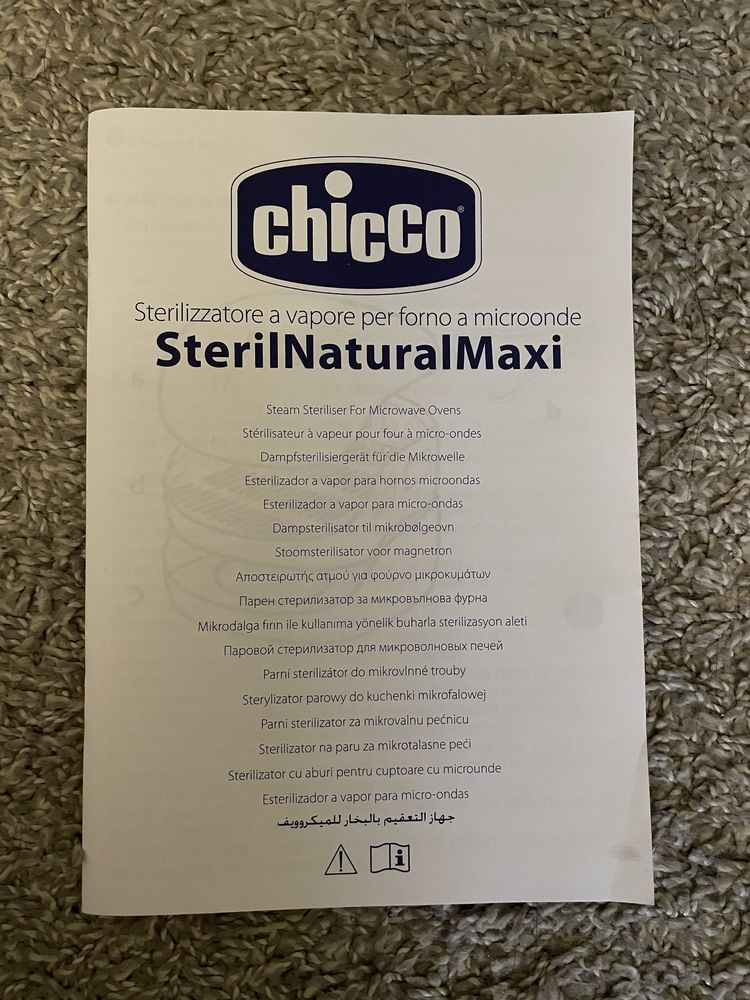 chicco®
Sterilizzatore a vapore per forno a microonde
SterilNaturalMaxi
Steam Steriliser For Microwave Ovens
Stérilisateur à vapeur pour four à micro-ondes
Dampfsterilisiergerät für die Mikrowelle
Esterilizador a vapor para hornos microondas
Esterilizador a vapor para micro-ondas
Dampsterilisator til mikrobølgeovn
Stoomsterilisator voor magnetron
Αποστειρωτής ατμού για φούρνο μικροκυμάτων
Парен стерилизатор за микровълнова фурна
Mikrodalga fırın ile kullanıma yönelik buharla sterilizasyon aleti
Паровой стерилизатор для микроволновых печей
Parní sterilizátor do mikrovlnné trouby
Sterylizator parowy do kuchenki mikrofalowej
Parni sterilizator za mikrovalnu pećnicu
Sterilizator na paru za mikrotalasne peći
Sterilizator cu aburi pentru cuptoare cu microunde
Esterilizador a vapor para micro-ondas
جهاز التعقيم بالبخار للميكروويف